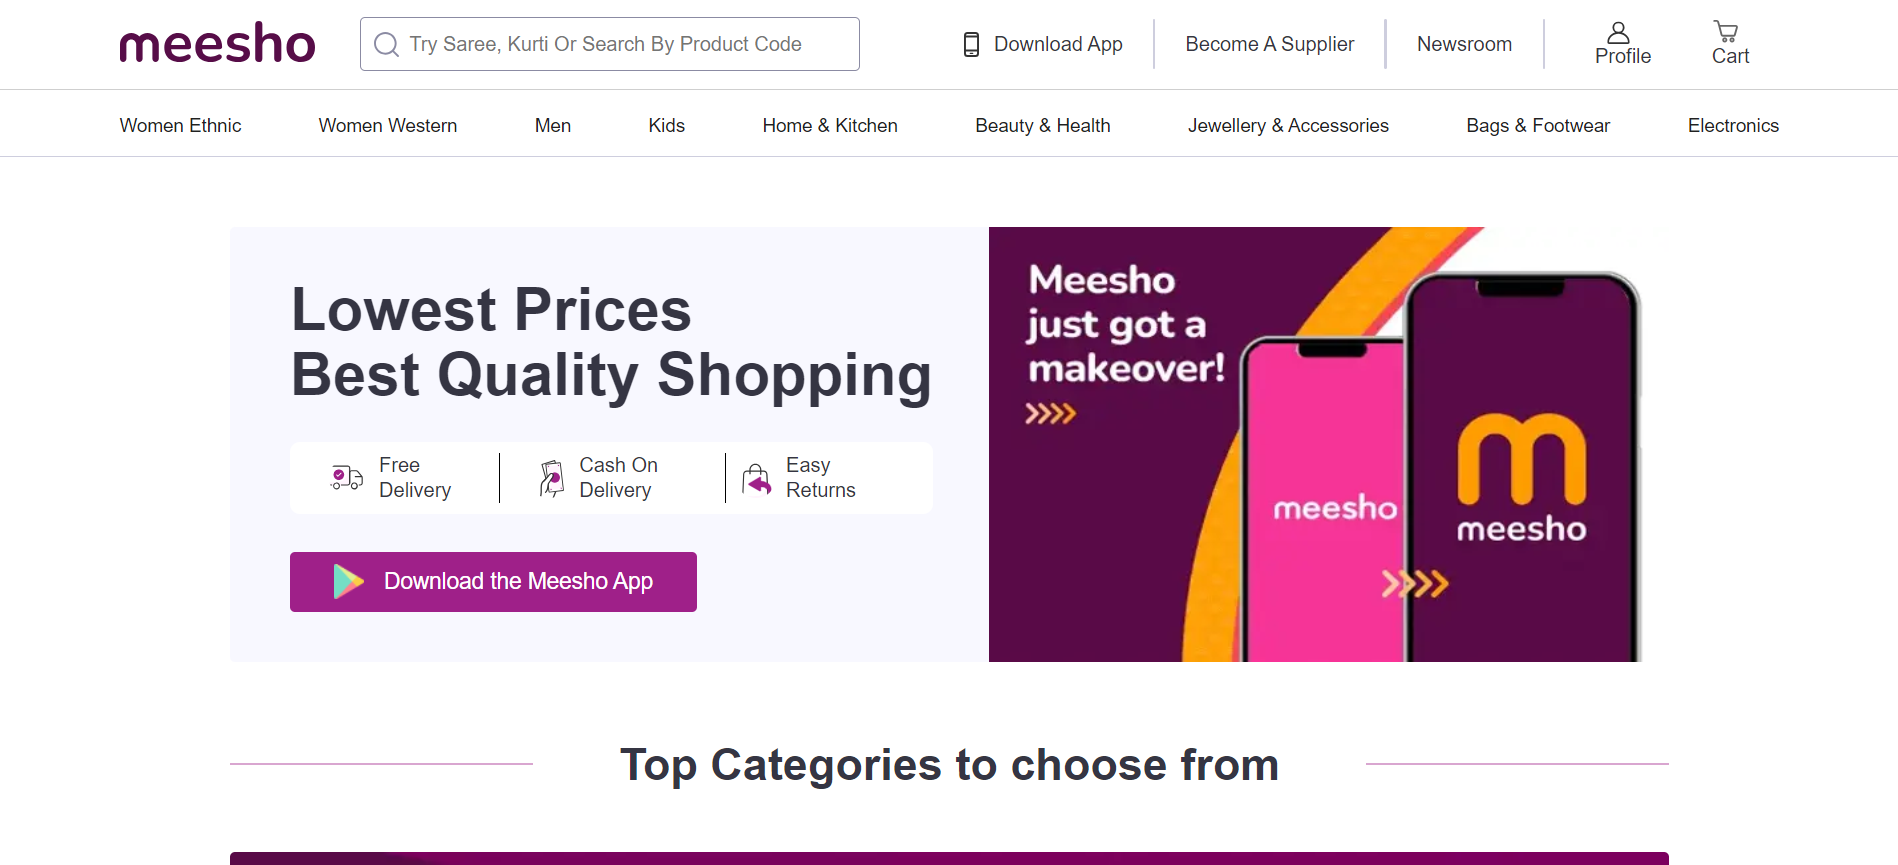 meesho
Try Saree, Kurti Or Search By Product Code
Download App
Become A Supplier
Newsroom
Profile
Cart
Women Ethnic
Women Western
Men
Kids
Home & Kitchen
Beauty & Health
Jewellery & Accessories
Bags & Footwear
Electronics
Lowest Prices
Best Quality Shopping
Free
Delivery
Cash On
Delivery
Easy
Returns
Download the Meesho App
Meesho
just got a
makeover!
meesho
m
meesho
Top Categories to choose from